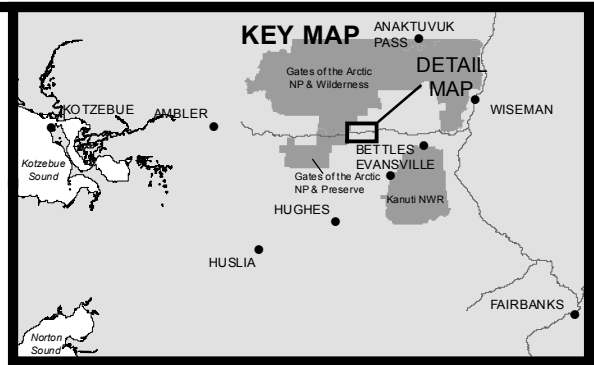 KEY MAP
ANAKTUVUK
PASS
Gates of the Arctic
NP & Wilderness
DETAIL
MAP
KOTZEBUE
AMBLER
WISEMAN
Kotzebue
Sound
BETTLES
EVANSVILLE
Gates of the Arctic
NP & Preserve
Kanuti NWR
HUGHES
HUSLIA
FAIRBANKS
Norton
Sound